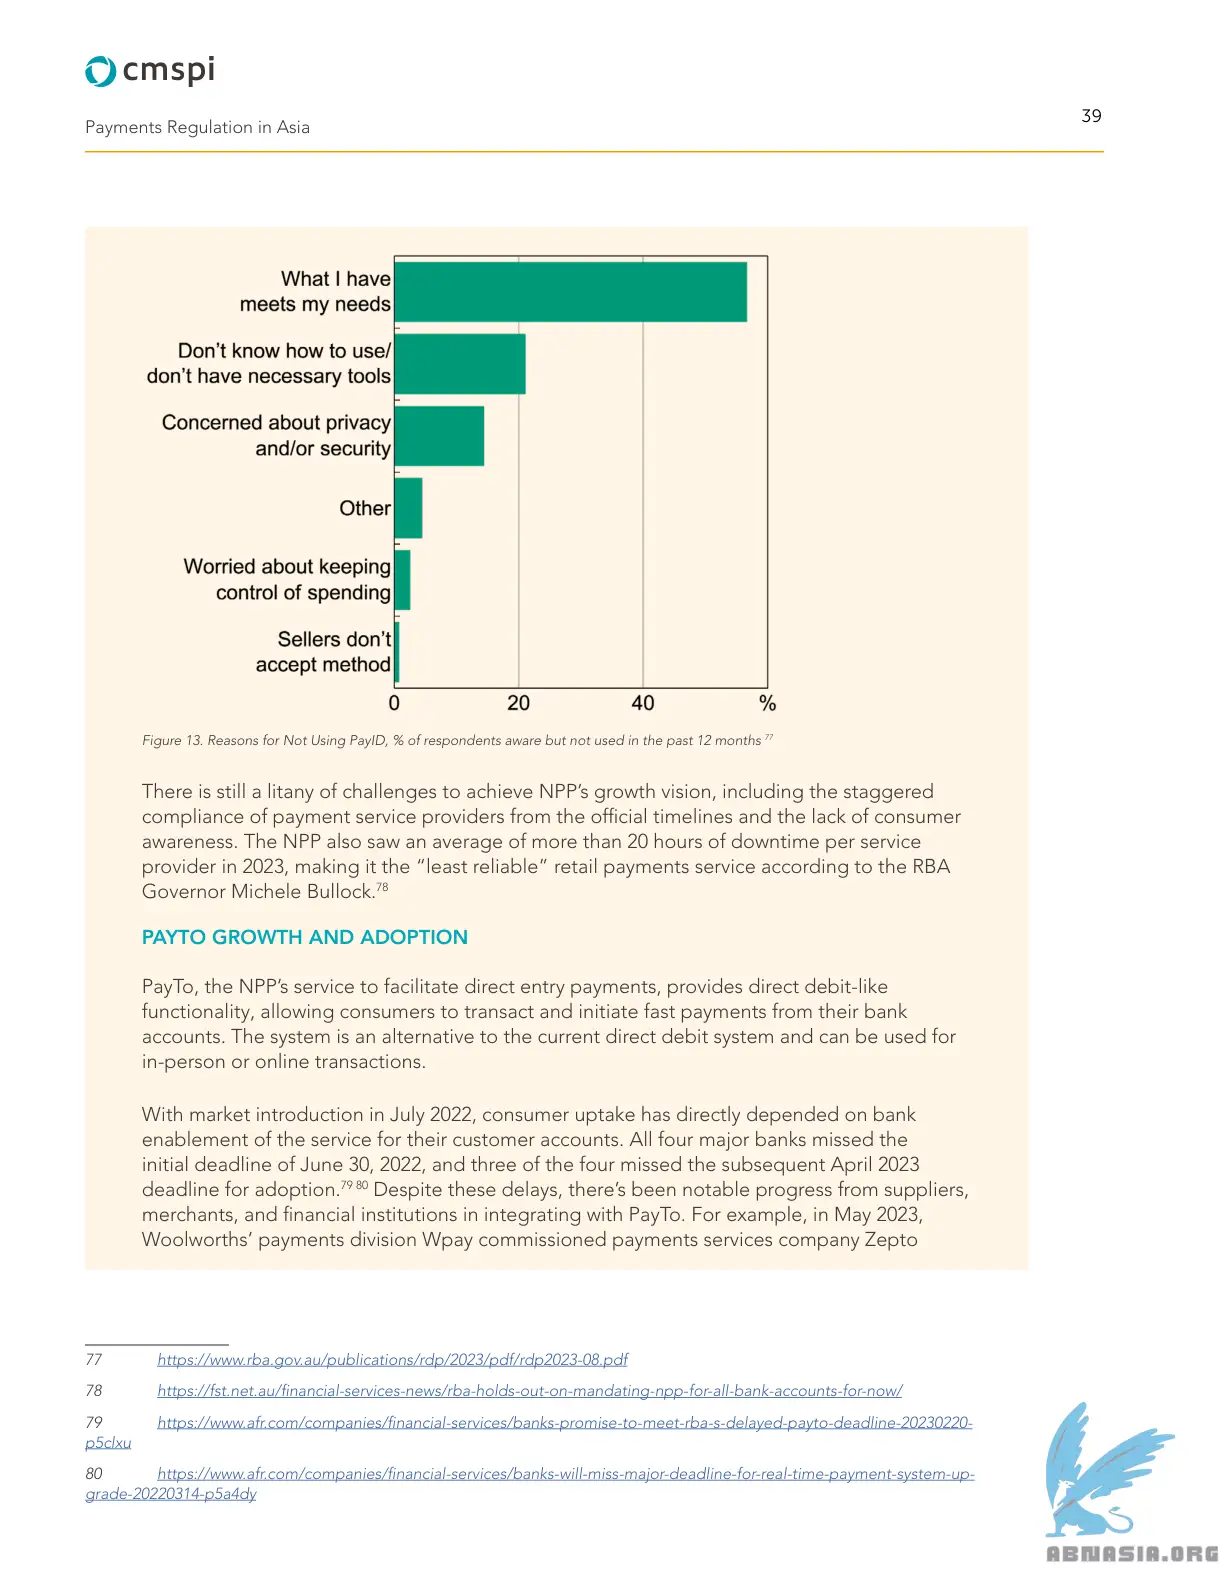 cmspi
Payments Regulation in Asia
39
What I have
meets my needs
Don't know how to use/
don't have necessary tools
Concerned about privacy
and/or security
Other
Worried about keeping
control of spending
Sellers don't
accept method
0 20 40 %
Figure 13. Reasons for Not Using PayID, % of respondents aware but not used in the past 12 months 77
There is still a litany of challenges to achieve NPP's growth vision, including the staggered
compliance of payment service providers from the official timelines and the lack of consumer
awareness. The NPP also saw an average of more than 20 hours of downtime per service
provider in 2023, making it the “least reliable” retail payments service according to the RBA
Governor Michele Bullock.78
PAYTO GROWTH AND ADOPTION
PayTo, the NPP's service to facilitate direct entry payments, provides direct debit-like
functionality, allowing consumers to transact and initiate fast payments from their bank
accounts. The system is an alternative to the current direct debit system and can be used for
in-person or online transactions.
With market introduction in July 2022, consumer uptake has directly depended on bank
enablement of the service for their customer accounts. All four major banks missed the
initial deadline of June 30, 2022, and three of the four missed the subsequent April 2023
deadline for adoption.79 80 Despite these delays, there's been notable progress from suppliers,
merchants, and financial institutions in integrating with PayTo. For example, in May 2023,
Woolworths' payments division Wpay commissioned payments services company Zepto
77 https://www.rba.gov.au/publications/rdp/2023/pdf/rdp2023-08.pdf
78 https://fst.net.au/financial-services-news/rba-holds-out-on-mandating-npp-for-all-bank-accounts-for-now/
79 https://www.afr.com/companies/financial-services/banks-promise-to-meet-rba-s-delayed-payto-deadline-20230220-
p5clxu
80 https://www.afr.com/companies/financial-services/banks-will-miss-major-deadline-for-real-time-payment-system-up-
grade-20220314-p5a4dy
ABNASIA.ORG